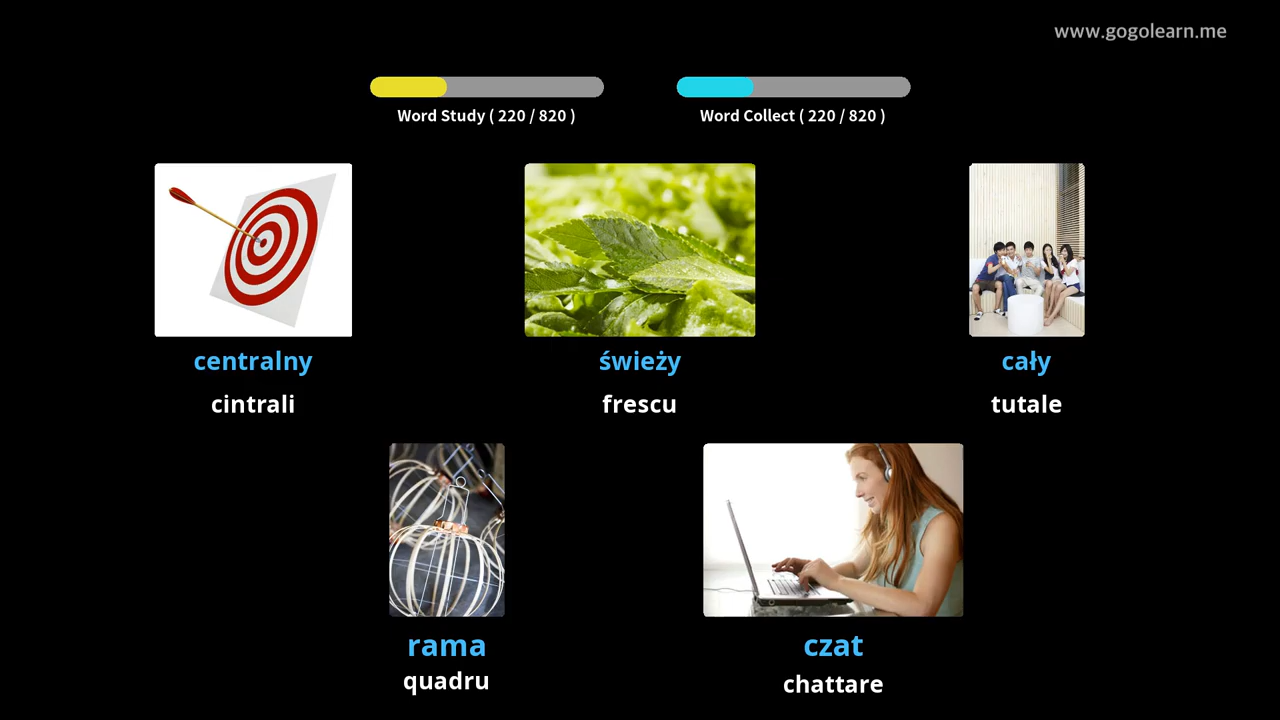 www.gogolearn.me
Word Study ( 220 / 820 )
Word Collect ( 220 / 820 )
centralny
cintrali
świeży
frescu
cały
tutale
rama
quadru
czat
chattare